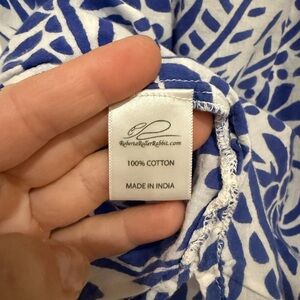 RobertaRollerRabbit.com
100% COTTON
MADE IN INDIA